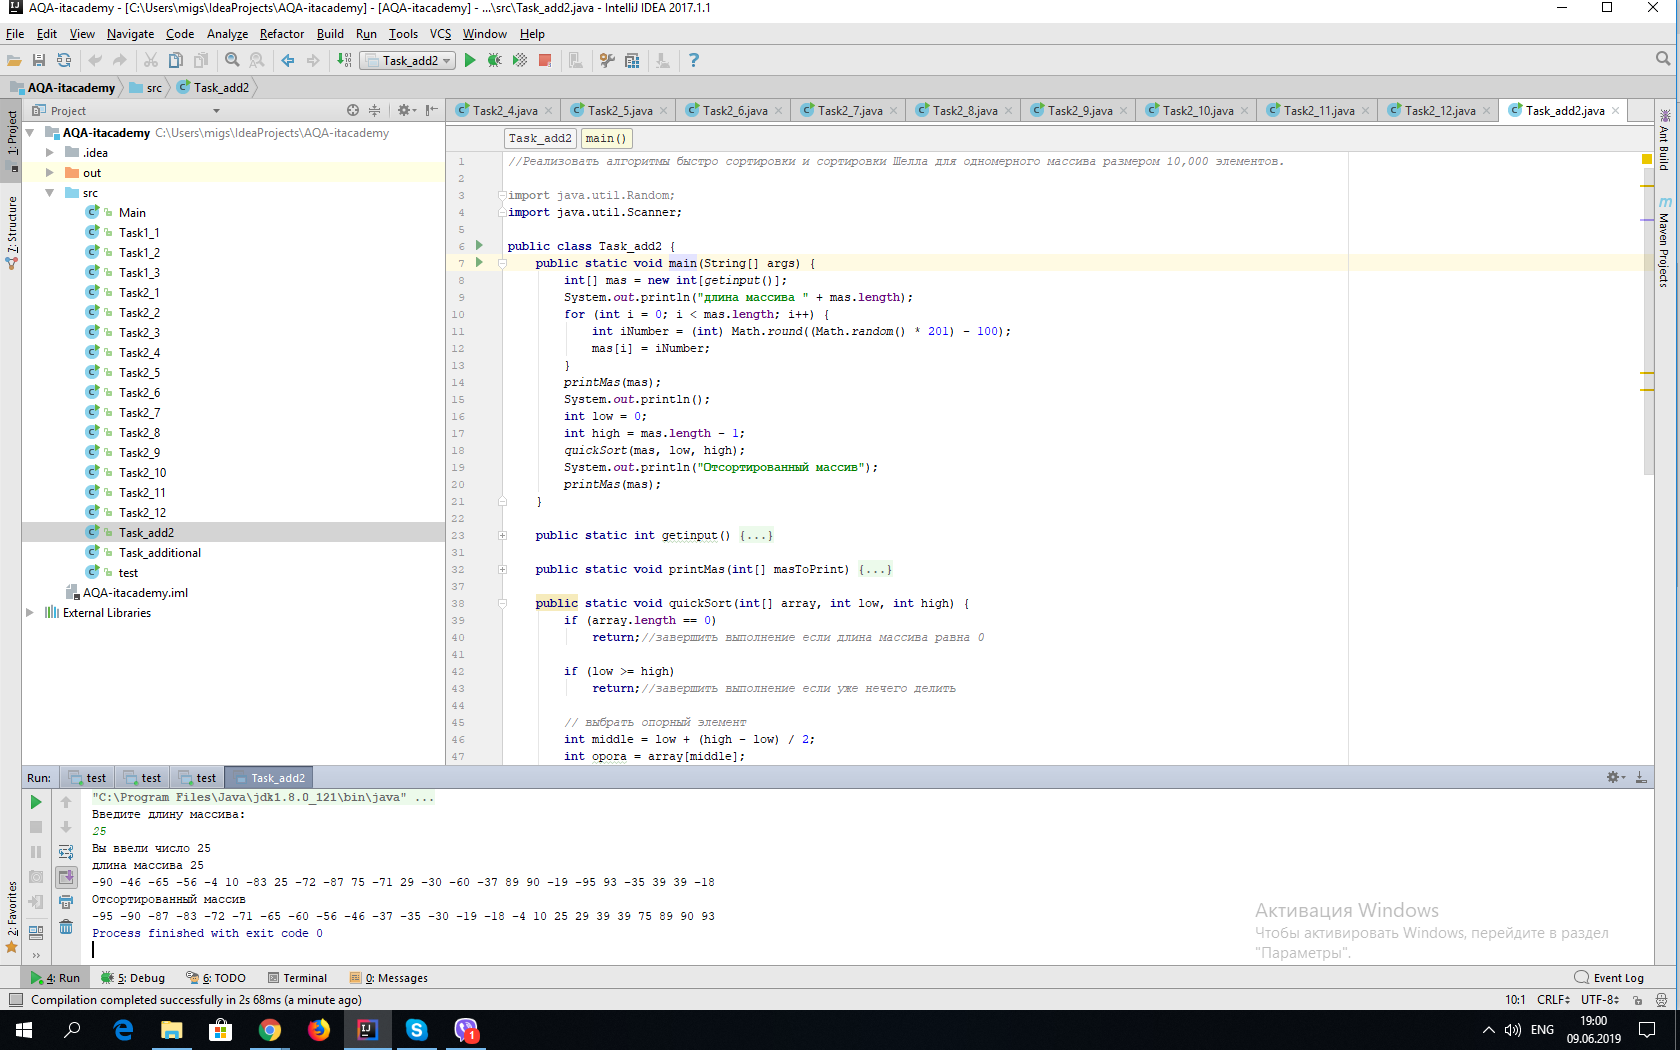 AQA-itacademy - [C:\Users\migs\IdeaProjects\AQA-itacademy] - [AQA-itacademy] - ...\src\Task_add2.java - IntelliJ IDEA 2017.1.1
File Edit View Navigate Code Analyze Refactor Build Run Tools VCS Window Help
Task_add2
AQA-itacademy src Task_add2
Project
Task2_4.java Task2_5.java Task2_6.java Task2_7.java Task2_8.java Task2_9.java Task2_10.java Task2_11.java Task2_12.java Task_add2.java
1: Project
7: Structure
2: Favorites
Ant Build
m Maven Projects
AQA-itacademy C:\Users\migs\IdeaProjects\AQA-itacademy
.idea
out
src
Main
Task1_1
Task1_2
Task1_3
Task2_1
Task2_2
Task2_3
Task2_4
Task2_5
Task2_6
Task2_7
Task2_8
Task2_9
Task2_10
Task2_11
Task2_12
Task_add2
Task_additional
test
AQA-itacademy.iml
External Libraries
Task_add2 main()
1 //Реализовать алгоритмы быстро сортировки и сортировки Шелла для одномерного массива размером 10,000 элементов.
2
3 import java.util.Random;
4 import java.util.Scanner;
5
6 public class Task_add2 {
7 public static void main(String[] args) {
8 int[] mas = new int[getinput()];
9 System.out.println("длина массива " + mas.length);
10 for (int i = 0; i < mas.length; i++) {
11 int iNumber = (int) Math.round((Math.random() * 201) - 100);
12 mas[i] = iNumber;
13 }
14 printMas(mas);
15 System.out.println();
16 int low = 0;
17 int high = mas.length - 1;
18 quickSort(mas, low, high);
19 System.out.println("Отсортированный массив");
20 printMas(mas);
21 }
22
23 public static int getinput() {...}
31
32 public static void printMas(int[] masToPrint) {...}
37
38 public static void quickSort(int[] array, int low, int high) {
39 if (array.length == 0)
40 return;//завершить выполнение если длина массива равна 0
41
42 if (low >= high)
43 return;//завершить выполнение если уже нечего делить
44
45 // выбрать опорный элемент
46 int middle = low + (high - low) / 2;
47 int opora = array[middle];
Run: test test test Task_add2
"C:\Program Files\Java\jdk1.8.0_121\bin\java" ...
Введите длину массива:
25
Вы ввели число 25
длина массива 25
-90 -46 -65 -56 -4 10 -83 25 -72 -87 75 -71 29 -30 -60 -37 89 90 -19 -95 93 -35 39 39 -18
Отсортированный массив
-95 -90 -87 -83 -72 -71 -65 -60 -56 -46 -37 -35 -30 -19 -18 -4 10 25 29 39 39 75 89 90 93
Process finished with exit code 0
Активация Windows
Чтобы активировать Windows, перейдите в раздел
"Параметры".
4: Run 5: Debug 6: TODO Terminal 0: Messages Event Log
Compilation completed successfully in 2s 68ms (a minute ago) 10:1 CRLF UTF-8
1 ENG 19:00
09.06.2019